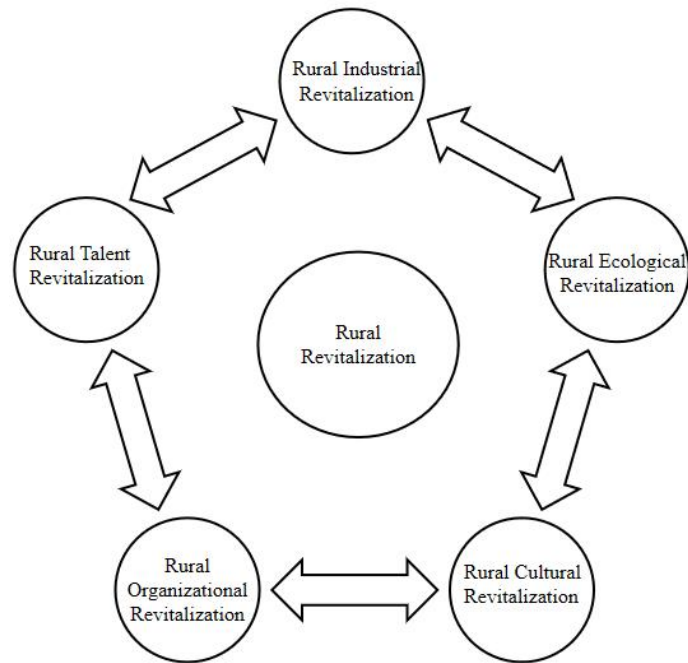 Rural Industrial
Revitalization
Rural Talent
Revitalization
Rural Ecological
Revitalization
Rural
Revitalization
Rural
Organizational
Revitalization
Rural Cultural
Revitalization